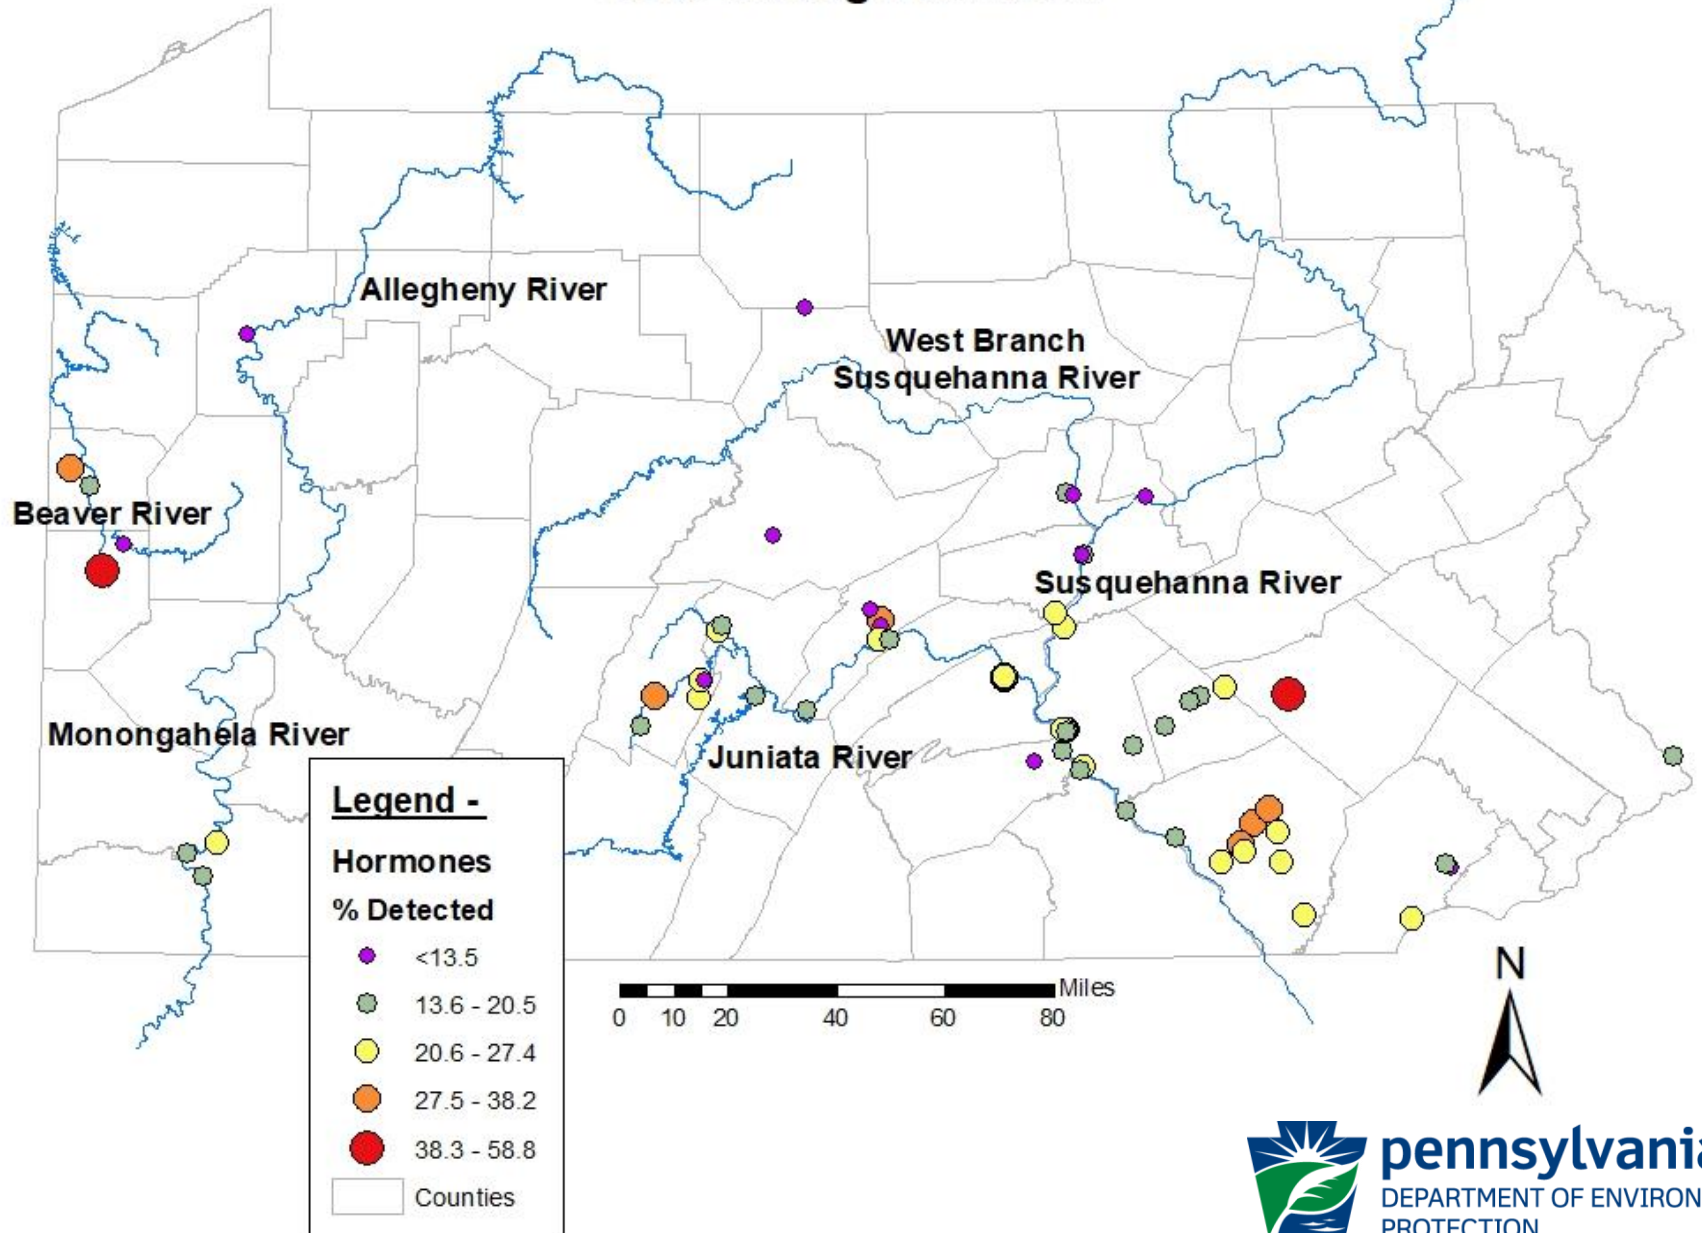 Allegheny River
West Branch
Susquehanna River
Beaver River
Susquehanna River
Monongahela River
Juniata River
Legend -
Hormones
% Detected
<13.5
13.6 - 20.5
20.6 - 27.4
27.5 - 38.2
38.3 - 58.8
Counties
Miles
0 10 20 40 60 80
N
pennsylvania
DEPARTMENT OF ENVIRON
PROTECTION